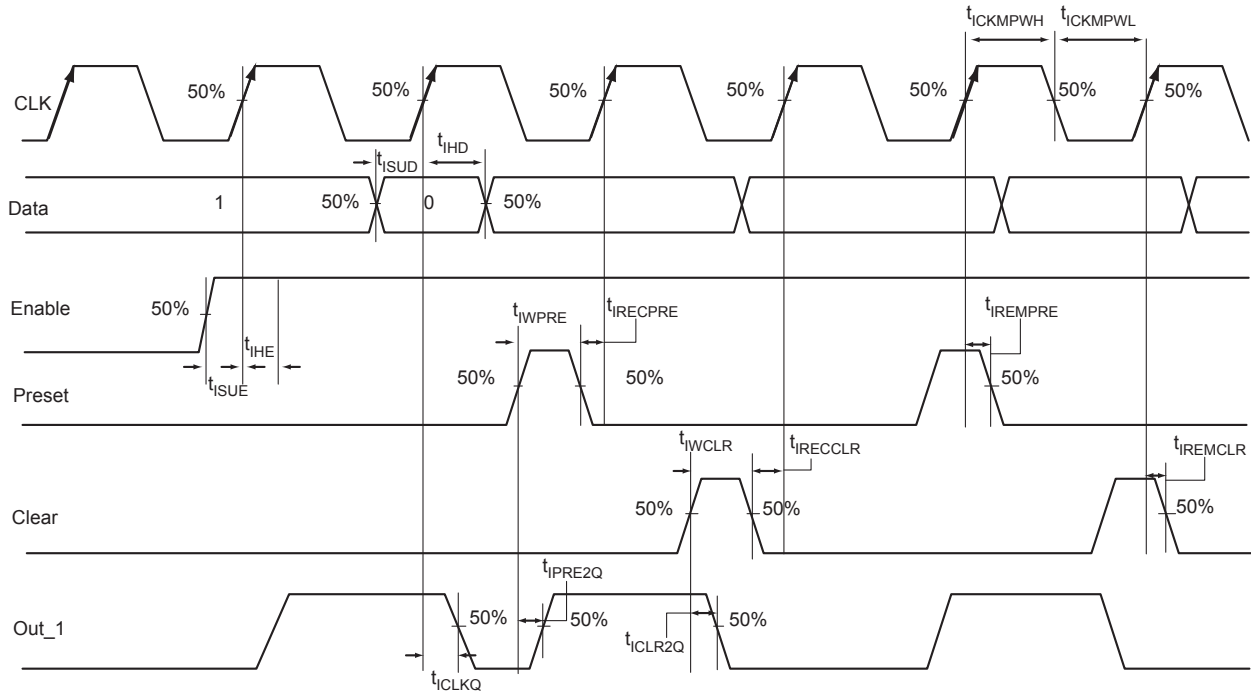 tICKMPWH tICKMPWL
CLK 50% 50% 50% 50% 50% 50% 50%
tISUD tIHD
Data 1 50% 0 50%
Enable 50%
tIHE
tISUE
tIWPRE tIRECPRE tIREMPRE
Preset 50% 50% 50%
tIWCLR tIRECCLR tIREMCLR
Clear 50% 50% 50%
tIPRE2Q
Out_1 50% 50% 50%
tICLR2Q
tICLKQ